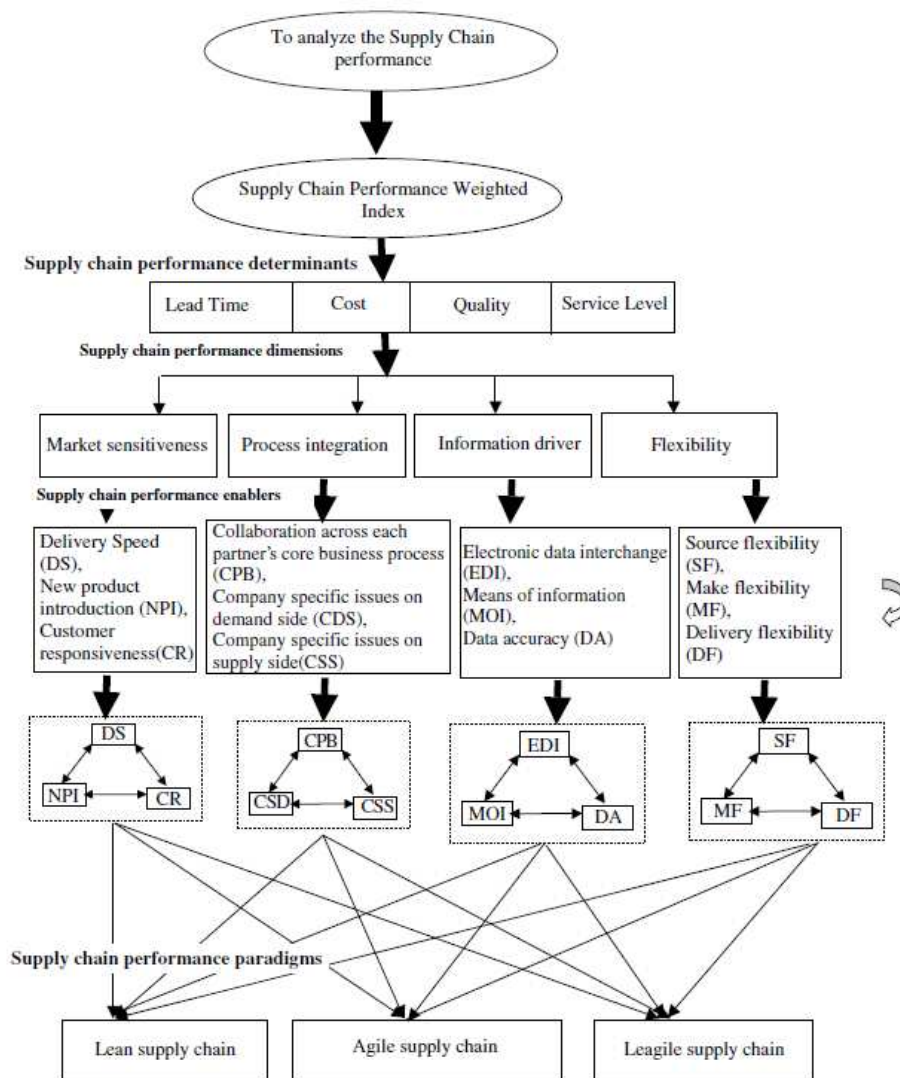 To analyze the Supply Chain
performance
Supply Chain Performance Weighted
Index
Supply chain performance determinants
Lead Time
Cost
Quality
Service Level
Supply chain performance dimensions
Market sensitiveness
Process integration
Information driver
Flexibility
Supply chain performance enablers
Delivery Speed
(DS),
New product
introduction (NPI),
Customer
responsiveness(CR)
Collaboration across each
partner's core business process
(CPB),
Company specific issues on
demand side (CDS),
Company specific issues on
supply side(CSS)
Electronic data interchange
(EDI),
Means of information
(MOI),
Data accuracy (DA)
Source flexibility
(SF),
Make flexibility
(MF),
Delivery flexibility
(DF)
DS
NPI
CR
CPB
CSD
CSS
EDI
MOI
DA
SF
MF
DF
Supply chain performance paradigms
Lean supply chain
Agile supply chain
Leagile supply chain